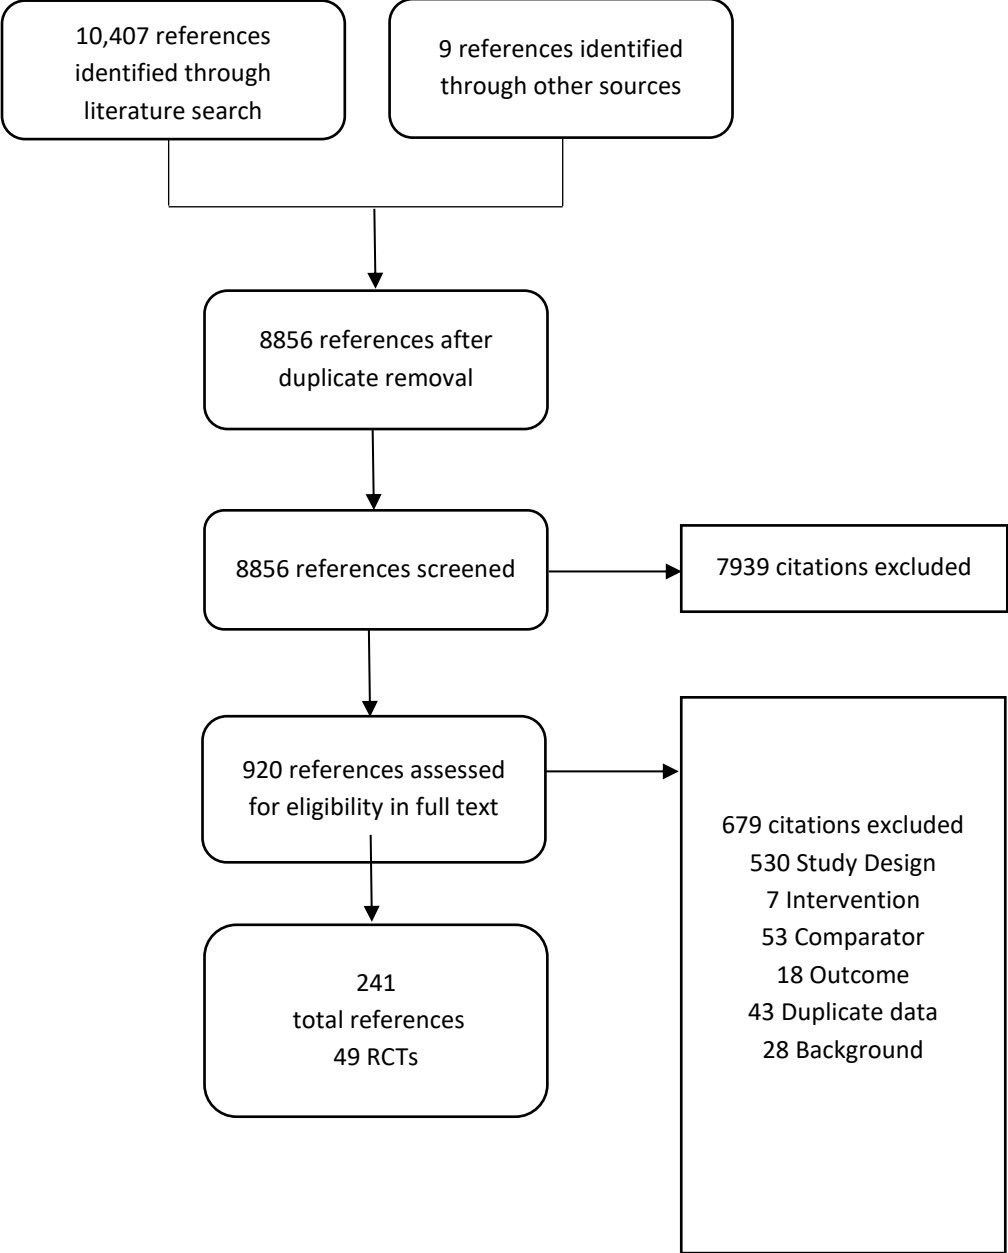 10,407 references
identified through
literature search
9 references identified
through other sources
8856 references after
duplicate removal
8856 references screened
7939 citations excluded
920 references assessed
for eligibility in full text
679 citations excluded
530 Study Design
7 Intervention
53 Comparator
18 Outcome
43 Duplicate data
28 Background
241
total references
49 RCTs